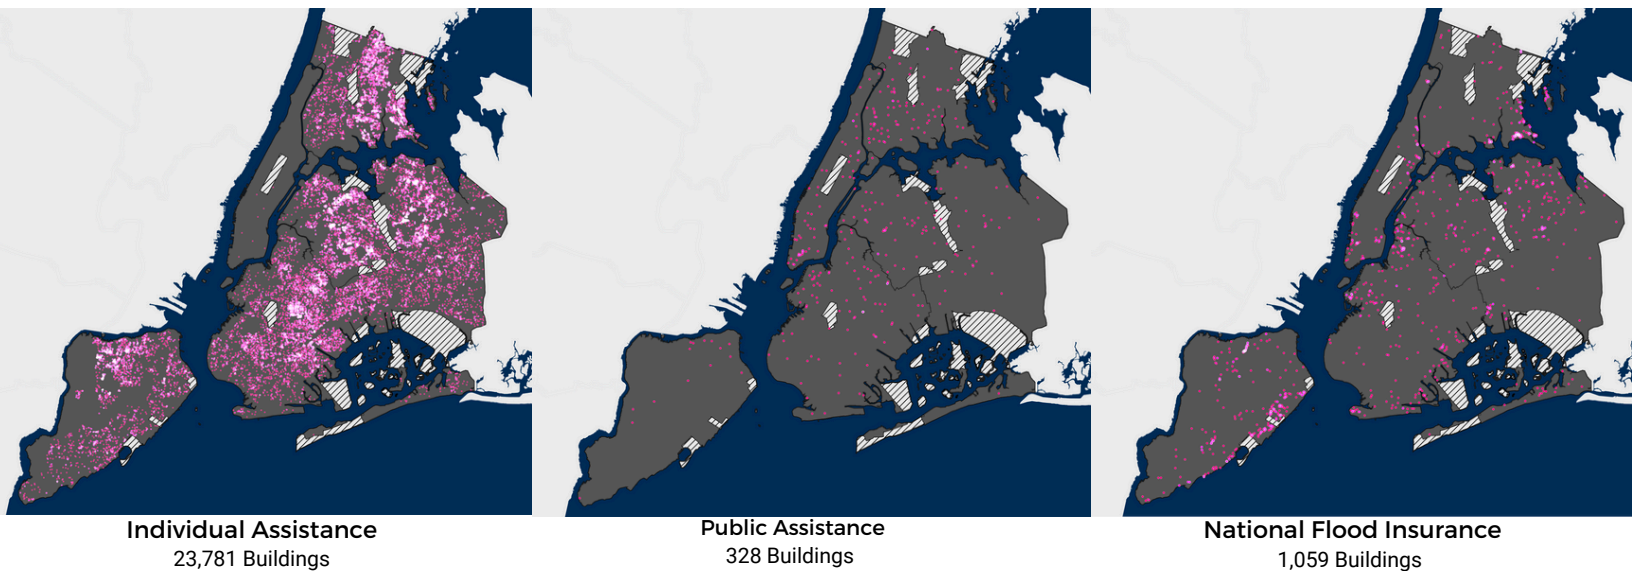 Individual Assistance
23,781 Buildings
Public Assistance
328 Buildings
National Flood Insurance
1,059 Buildings